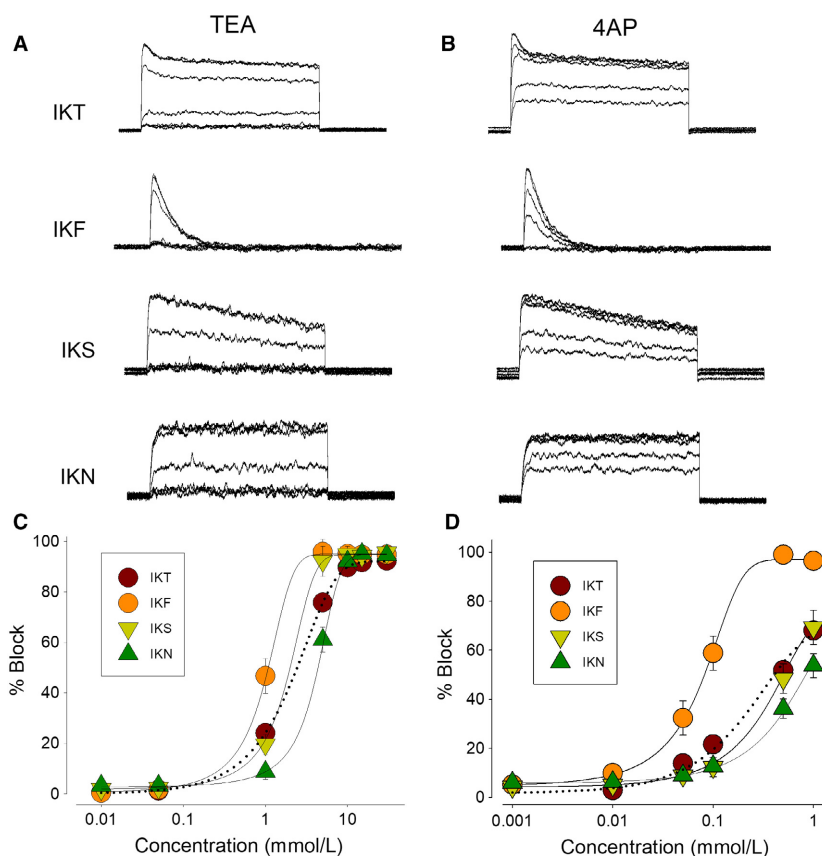 A
TEA
B
4AP
IKT
IKF
IKS
IKN
C
100
80
60
40
20
0
% Block
IKT
IKF
IKS
IKN
0.01
0.1
1
10
Concentration (mmol/L)
D
100
80
60
40
20
0
% Block
IKT
IKF
IKS
IKN
0.001
0.01
0.1
1
Concentration (mmol/L)